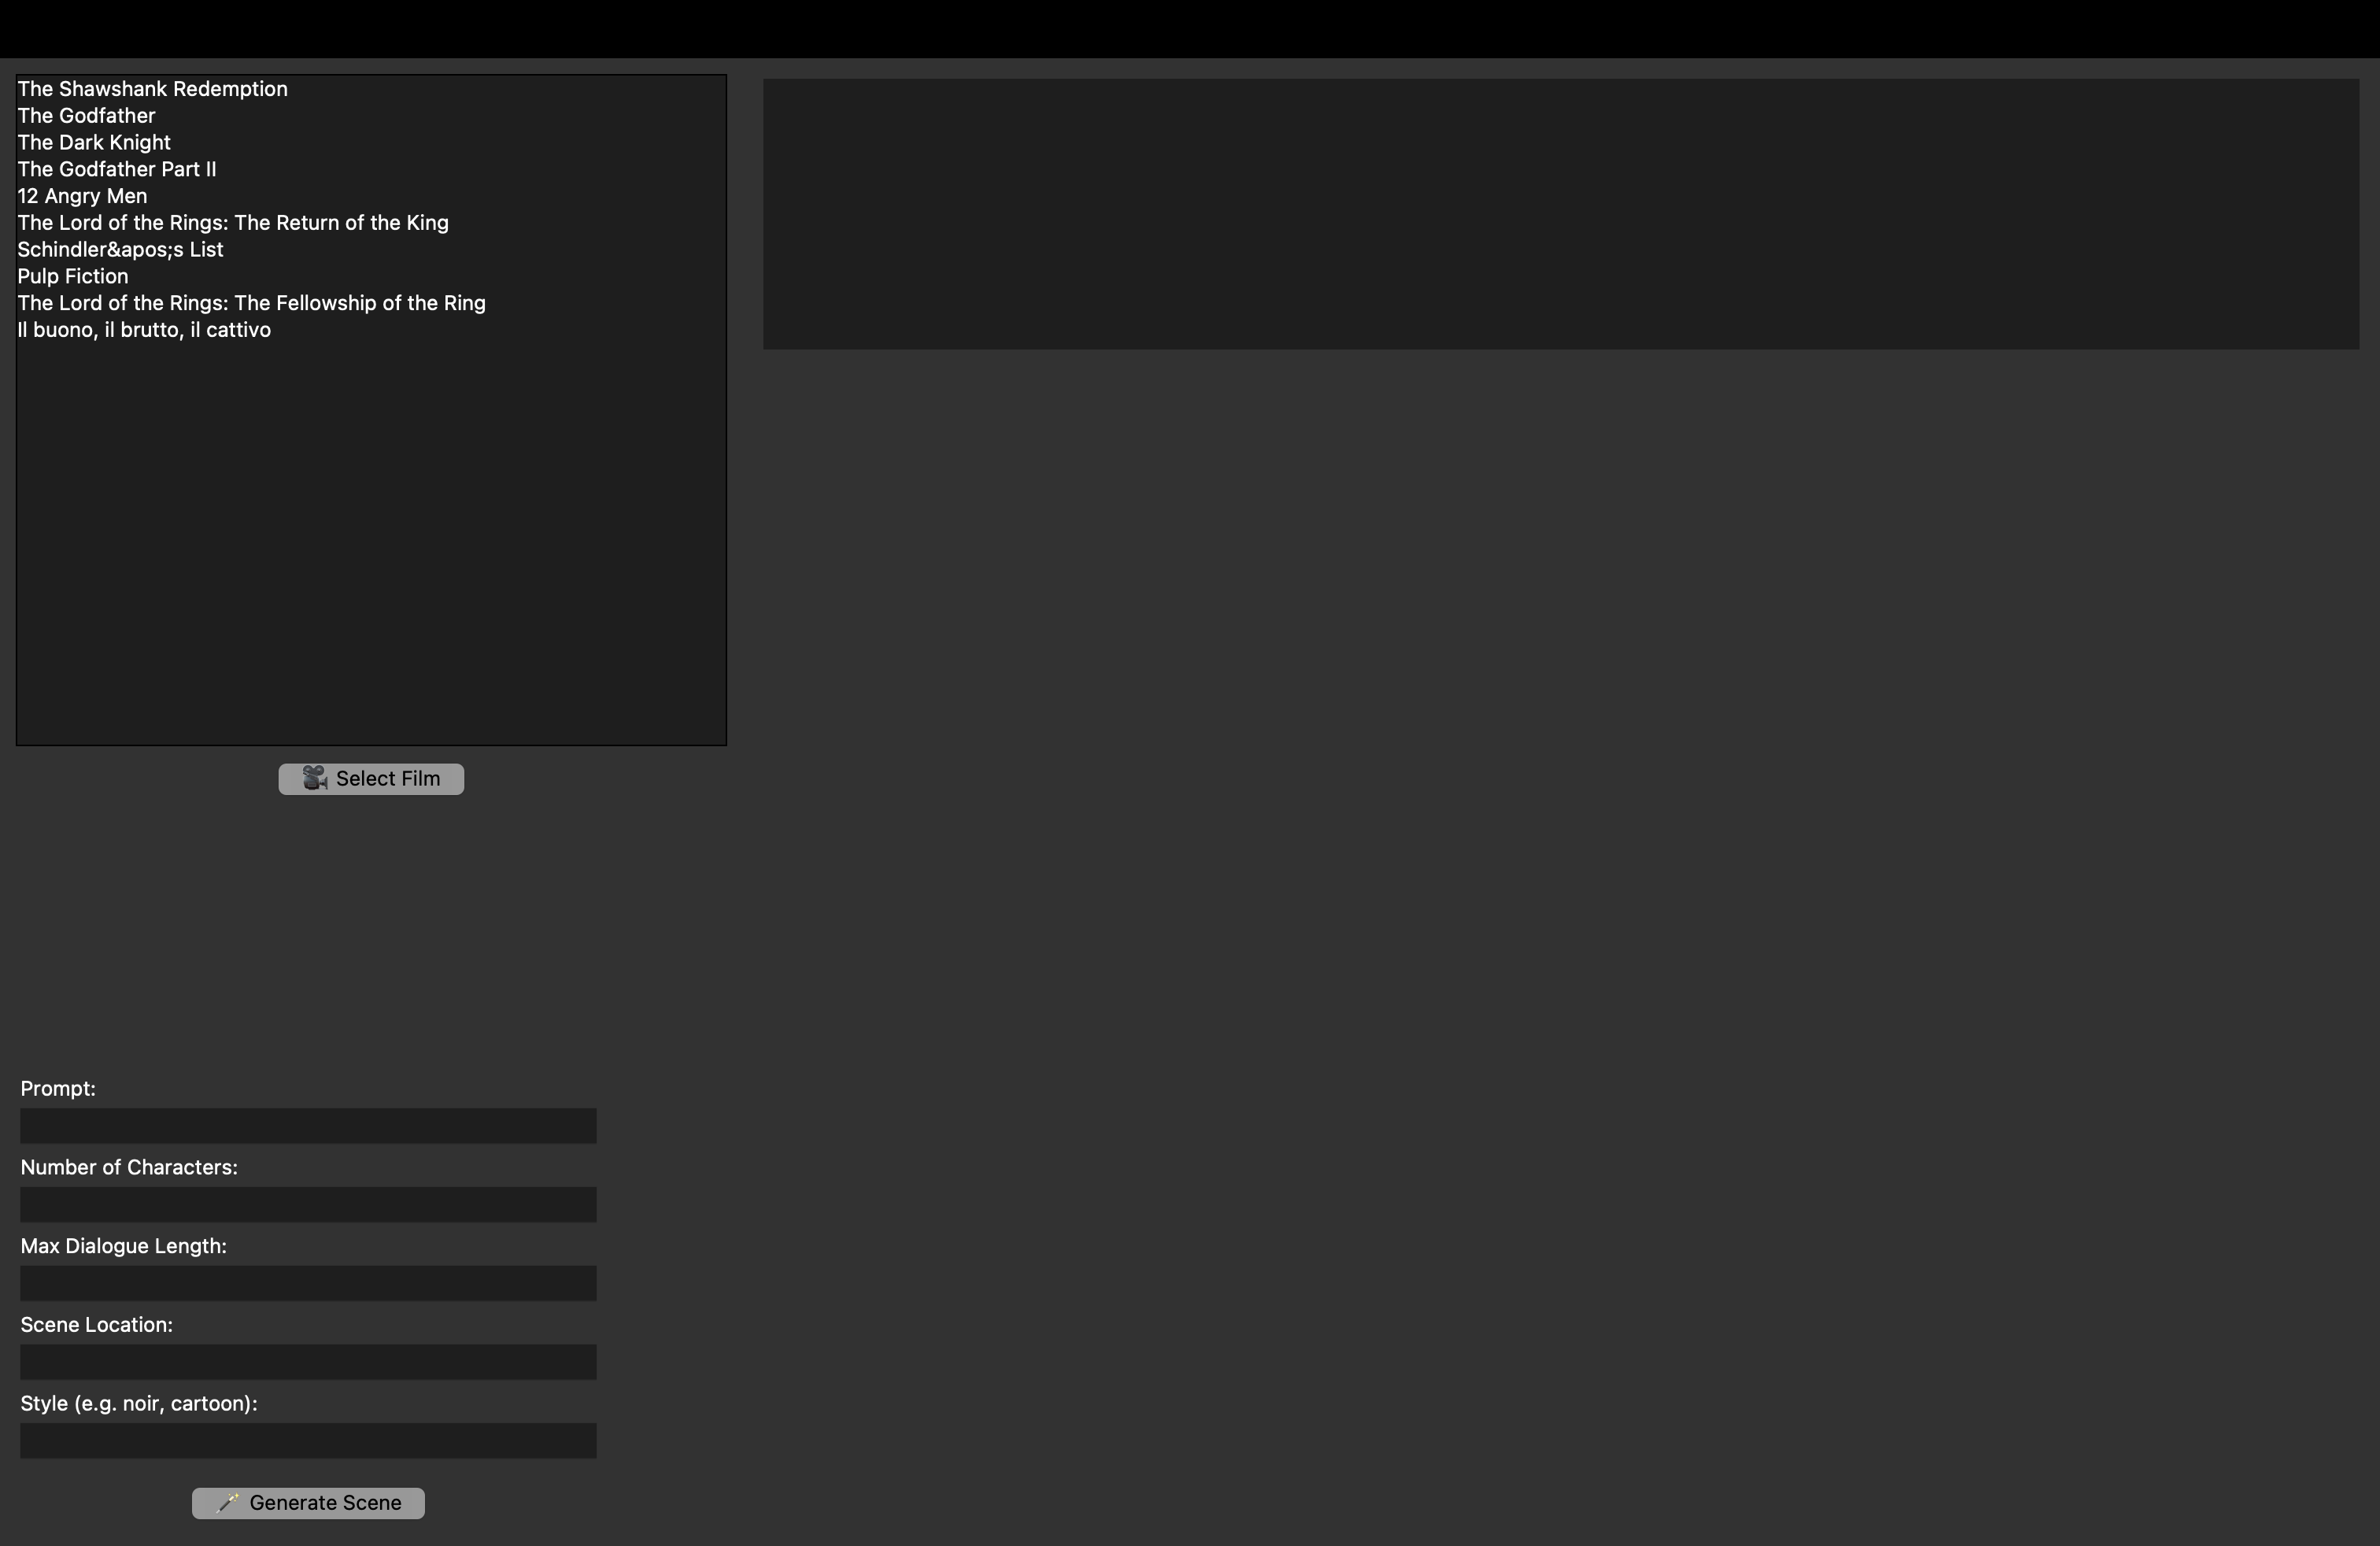 The Shawshank Redemption
The Godfather
The Dark Knight
The Godfather Part II
12 Angry Men
The Lord of the Rings: The Return of the King
Schindler&apos;s List
Pulp Fiction
The Lord of the Rings: The Fellowship of the Ring
Il buono, il brutto, il cattivo
Select Film
Prompt:
Number of Characters:
Max Dialogue Length:
Scene Location:
Style (e.g. noir, cartoon):
Generate Scene